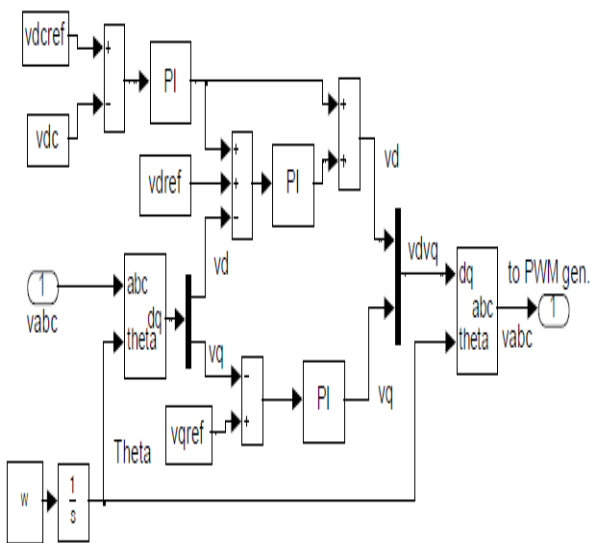 vdcref
+
-
vdc
PI
+
+
vd
+
+
-
vdref
PI
vd
1
vabc
abc
theta
dq
vq
vdvq
dq
abc
theta
to PWM gen.
1
vabc
-
+
PI
vq
vqref
Theta
w
1
s